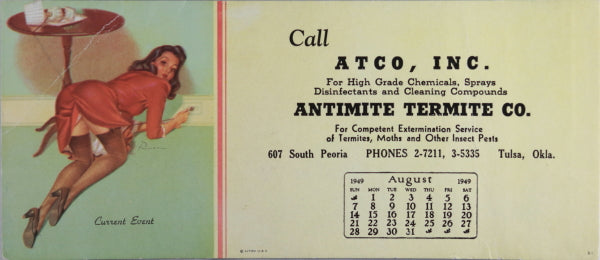 Call
ATCO, INC.
For High Grade Chemicals, Sprays
Disinfectants and Cleaning Compounds
ANTIMITE TERMITE CO.
For Competent Extermination Service
of Termites, Moths and Other Insect Pests
607 South Peoria PHONES 2-7211, 3-5335 Tulsa, Okla.
1949 August 1949
SUN MON TUE WED THU FRI SAT
1 2 3 4 5 6
7 8 9 10 11 12 13
14 15 16 17 18 19 20
21 22 23 24 25 26 27
28 29 30 31
Current Event